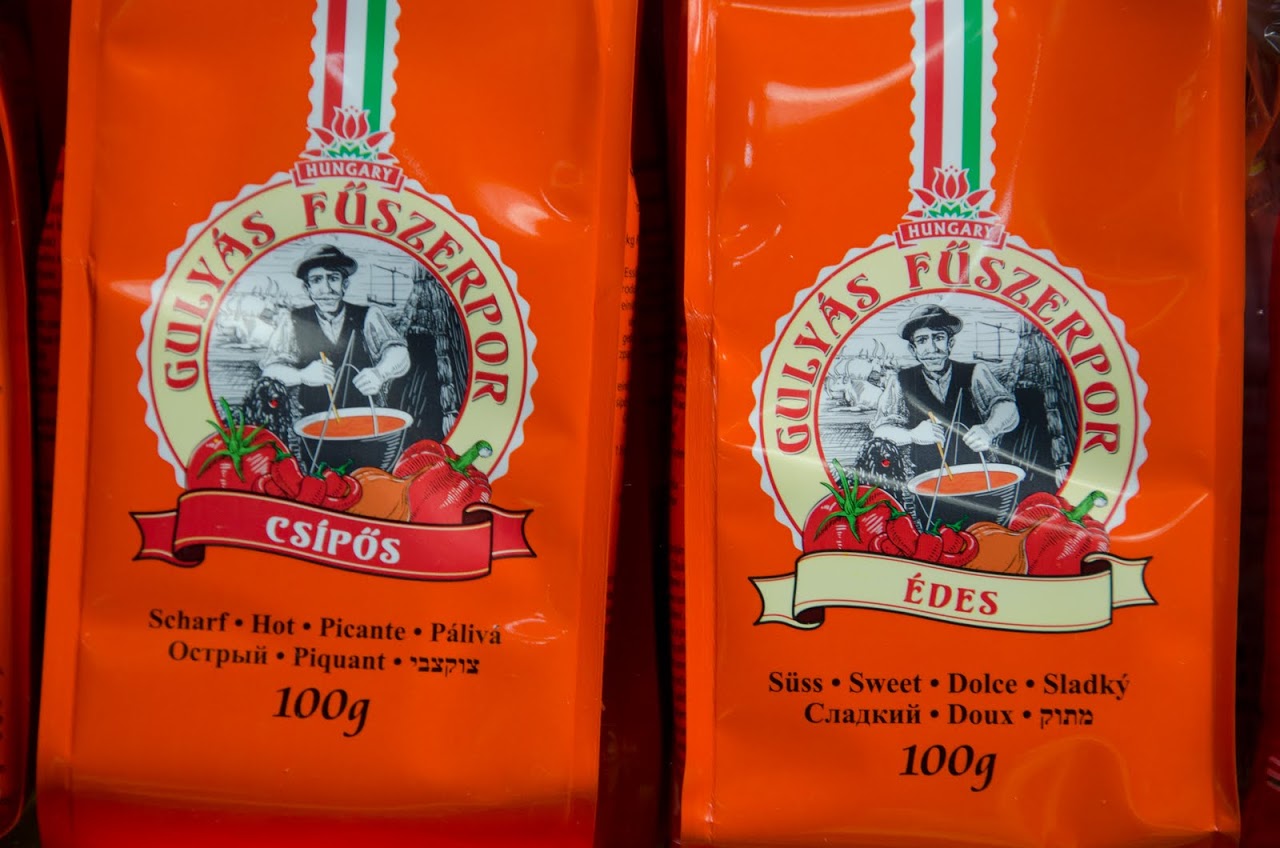 HUNGARY
GULYÁS FŰSZERPOR
CSÍPŐS
Scharf • Hot • Picante • Pálivá
Острый • Piquant • צוקצבי
100g
HUNGARY
GULYÁS FŰSZERPOR
ÉDES
Süss • Sweet • Dolce • Sladký
Сладкий • Doux • מתוק
100g